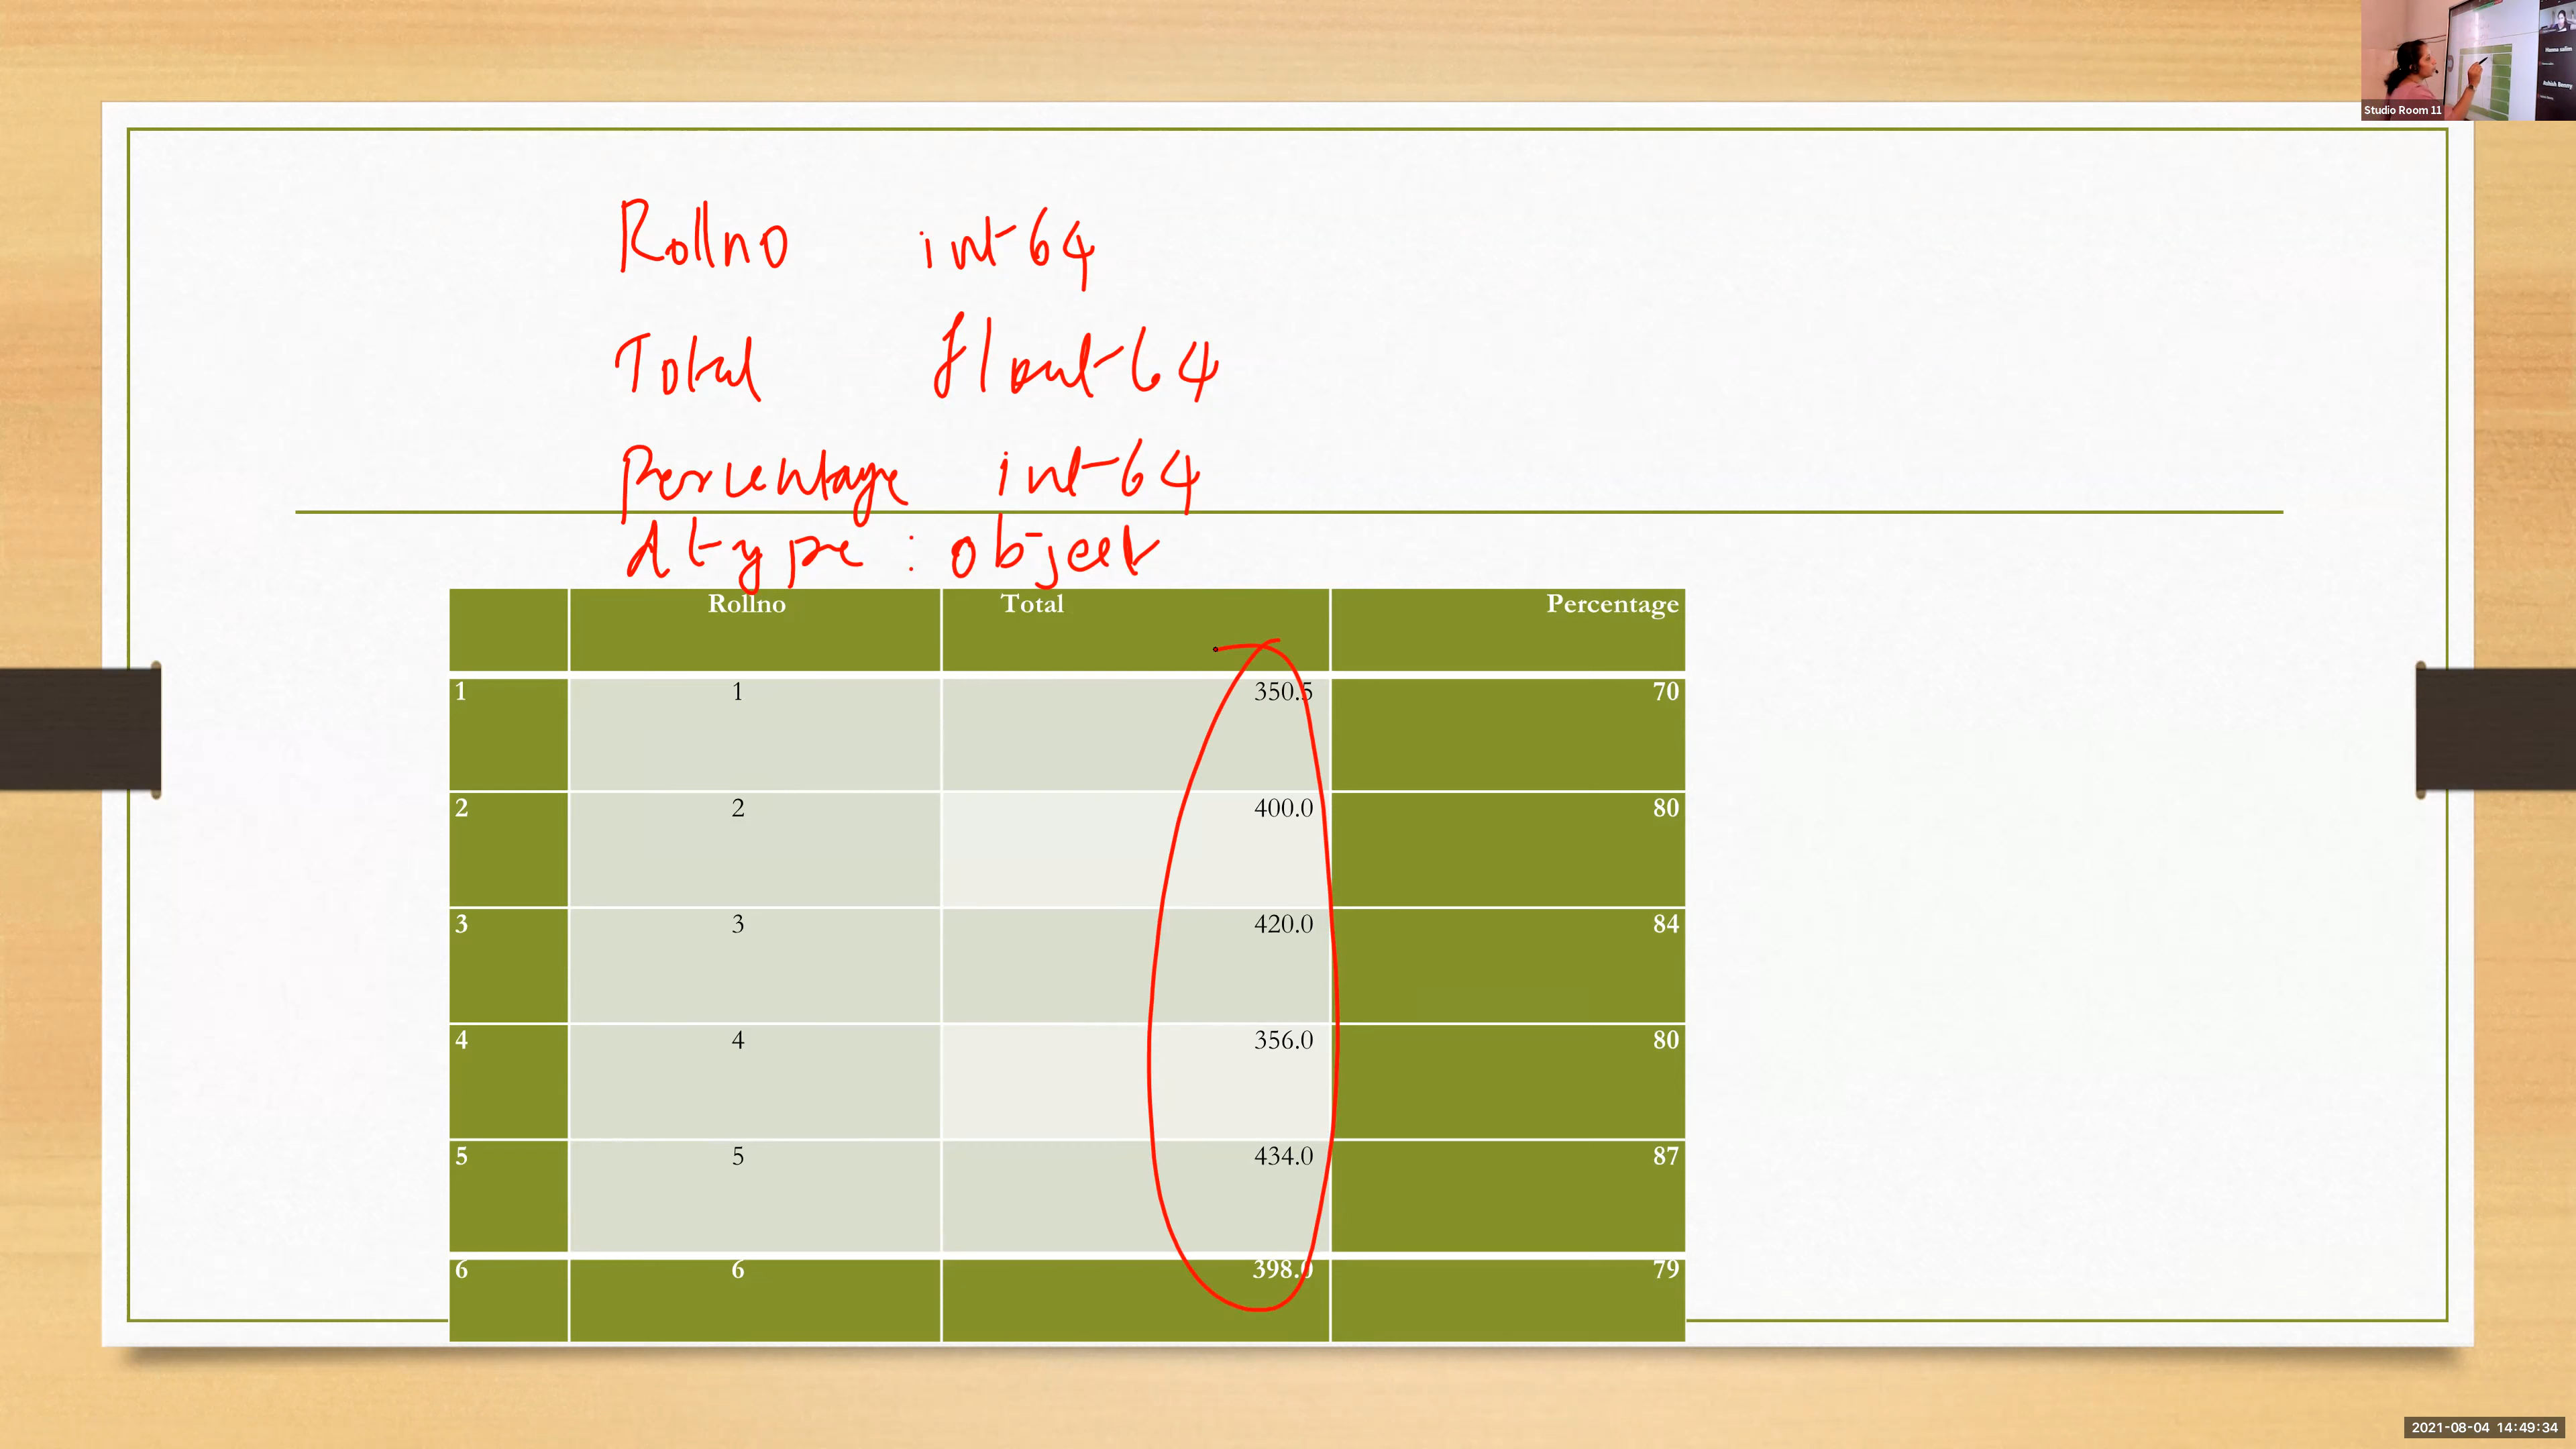 Studio Room 11
Rollno int64
Total float64
Percentage int64
dtype : object
Rollno Total Percentage
1 1 350.5 70
2 2 400.0 80
3 3 420.0 84
4 4 356.0 80
5 5 434.0 87
6 6 398.0 79
2021-08-04 14:49:34